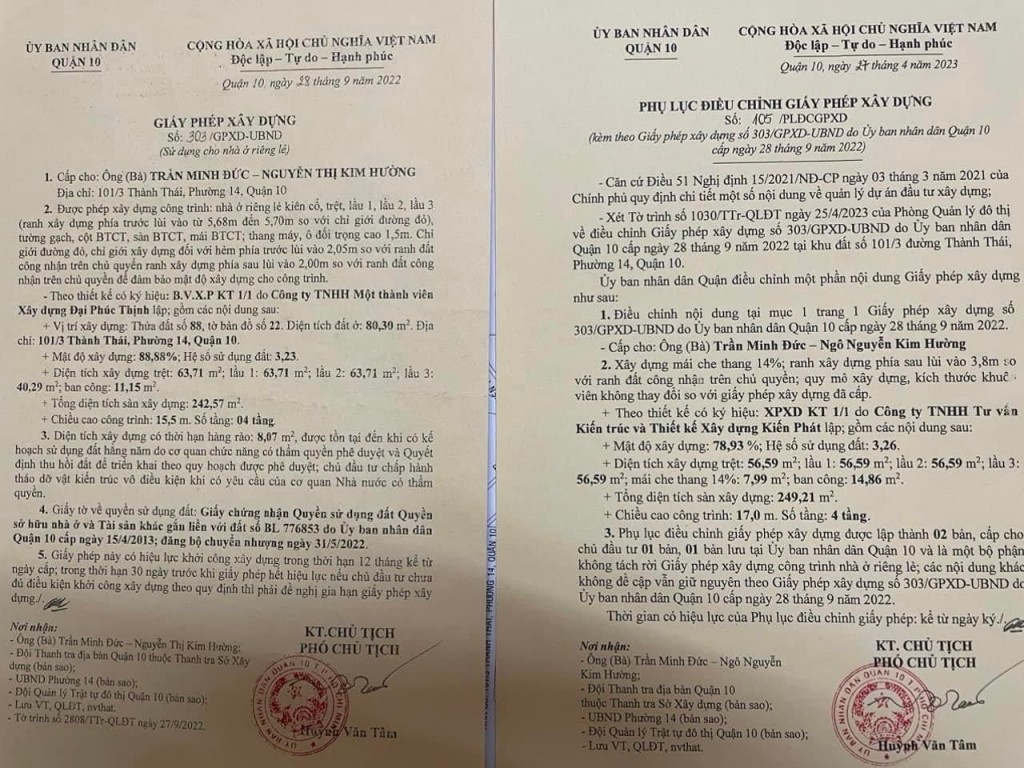 ỦY BAN NHÂN DÂN
QUẬN 10
CỘNG HÒA XÃ HỘI CHỦ NGHĨA VIỆT NAM
Độc lập – Tự do – Hạnh phúc
Quận 10, ngày 28 tháng 9 năm 2022
GIẤY PHÉP XÂY DỰNG
Số: 303/GPXD-UBND
(Sử dụng cho nhà ở riêng lẻ)
1. Cấp cho: Ông (Bà) TRẦN MINH ĐỨC – NGUYỄN THỊ KIM HƯỜNG
Địa chỉ: 101/3 Thành Thái, Phường 14, Quận 10
2. Được phép xây dựng công trình: nhà ở riêng lẻ kiên cố, trệt, lầu 1, lầu 2, lầu 3
(ranh xây dựng phía trước lùi vào từ 5,68m đến 5,70m so với chỉ giới đường đỏ),
tường gạch, cột BTCT, sàn BTCT, mái BTCT; thang máy, ô đối trọng cao 1,5m. Chỉ
giới đường đỏ, chỉ giới xây dựng đối với hẻm phía trước lùi vào 2,05m so với ranh đất
công nhận trên chủ quyền ranh xây dựng phía sau lùi vào 2,00m so với ranh đất công
nhận trên chủ quyền để đảm bảo mật độ xây dựng cho công trình.
- Theo thiết kế có ký hiệu: B.V.X.P KT 1/1 do Công ty TNHH Một thành viên
Xây dựng Đại Phúc Thịnh lập; gồm các nội dung sau:
+ Vị trí xây dựng: Thửa đất số 88, tờ bản đồ số 22. Diện tích đất ở: 80,30 m². Địa
chỉ: 101/3 Thành Thái, Phường 14, Quận 10.
+ Mật độ xây dựng: 88,88%; Hệ số sử dụng đất: 3,23.
+ Diện tích xây dựng trệt: 63,71 m²; lầu 1: 63,71 m²; lầu 2: 63,71 m²; lầu 3:
40,29 m²; ban công: 11,15 m².
+ Tổng diện tích sàn xây dựng: 242,57 m².
+ Chiều cao công trình: 15,5 m. Số tầng: 04 tầng.
3. Diện tích xây dựng có thời hạn hàng rào: 8,07 m², được tồn tại đến khi có kế
hoạch sử dụng đất hằng năm do cơ quan chức năng có thẩm quyền phê duyệt và Quyết
định thu hồi đất để triển khai theo quy hoạch được phê duyệt; chủ đầu tư chấp hành
tháo dỡ vật kiến trúc vô điều kiện khi có yêu cầu của cơ quan Nhà nước có thẩm
quyền.
4. Giấy tờ về quyền sử dụng đất: Giấy chứng nhận Quyền sử dụng đất Quyền
sở hữu nhà ở và Tài sản khác gắn liền với đất số BL 776853 do Ủy ban nhân dân
Quận 10 cấp ngày 15/4/2013; đăng bộ chuyển nhượng ngày 31/5/2022.
5. Giấy phép này có hiệu lực khởi công xây dựng trong thời hạn 12 tháng kể từ
ngày cấp; trong thời hạn 30 ngày trước khi giấy phép hết hiệu lực nếu chủ đầu tư chưa
đủ điều kiện khởi công xây dựng theo quy định thì phải đề nghị gia hạn giấy phép xây
dựng./.
Nơi nhận:
- Ông (Bà) Trần Minh Đức – Nguyễn Thị Kim Hường;
- Đội Thanh tra địa bàn Quận 10 thuộc Thanh tra Sở Xây
dựng (bản sao);
- UBND Phường 14 (bản sao);
- Đội Quản lý Trật tự đô thị Quận 10 (bản sao);
- Lưu VT, QLĐT, nvthat.
- Tờ trình số 2808/TTr-QLĐT ngày 27/9/2022.
KT.CHỦ TỊCH
PHÓ CHỦ TỊCH
Huỳnh Văn Tâm
PHƯỜNG 14, QUẬN 10
ỦY BAN NHÂN DÂN
QUẬN 10
CỘNG HÒA XÃ HỘI CHỦ NGHĨA VIỆT NAM
Độc lập – Tự do – Hạnh phúc
Quận 10, ngày 27 tháng 4 năm 2023
PHỤ LỤC ĐIỀU CHỈNH GIẤY PHÉP XÂY DỰNG
Số: 105/PLĐCGPXD
(kèm theo Giấy phép xây dựng số 303/GPXD-UBND do Ủy ban nhân dân Quận 10
cấp ngày 28 tháng 9 năm 2022)
- Căn cứ Điều 51 Nghị định 15/2021/NĐ-CP ngày 03 tháng 3 năm 2021 của
Chính phủ quy định chi tiết một số nội dung về quản lý dự án đầu tư xây dựng;
- Xét Tờ trình số 1030/TTr-QLĐT ngày 25/4/2023 của Phòng Quản lý đô thị
về điều chỉnh Giấy phép xây dựng số 303/GPXD-UBND do Ủy ban nhân dân
Quận 10 cấp ngày 28 tháng 9 năm 2022 tại khu đất số 101/3 đường Thành Thái,
Phường 14, Quận 10.
Ủy ban nhân dân Quận điều chỉnh một phần nội dung Giấy phép xây dựng
như sau:
1. Điều chỉnh nội dung tại mục 1 trang 1 Giấy phép xây dựng số
303/GPXD-UBND do Ủy ban nhân dân Quận 10 cấp ngày 28 tháng 9 năm 2022.
- Cấp cho: Ông (Bà) Trần Minh Đức – Ngô Nguyễn Kim Hường
2. Xây dựng mái che thang 14%; ranh xây dựng phía sau lùi vào 3,8m so
với ranh đất công nhận trên chủ quyền; quy mô xây dựng, kích thước khuôn
viên không thay đổi so với giấy phép xây dựng đã cấp.
+ Theo thiết kế có ký hiệu: XPXD KT 1/1 do Công ty TNHH Tư vấn
Kiến trúc và Thiết kế Xây dựng Kiến Phát lập; gồm các nội dung sau:
+ Mật độ xây dựng: 78,93 %; Hệ số sử dụng đất: 3,26.
+ Diện tích xây dựng trệt: 56,59 m²; lầu 1: 56,59 m²; lầu 2: 56,59 m²; lầu 3:
56,59 m²; mái che thang 14%: 7,99 m²; ban công: 14,86 m².
+ Tổng diện tích sàn xây dựng: 249,21 m².
+ Chiều cao công trình: 17,0 m. Số tầng: 4 tầng.
3. Phụ lục điều chỉnh giấy phép xây dựng được lập thành 02 bản, cấp cho
chủ đầu tư 01 bản, 01 bản lưu tại Ủy ban nhân dân Quận 10 và là một bộ phận
không tách rời Giấy phép xây dựng công trình nhà ở riêng lẻ; các nội dung khác
không đề cập vẫn giữ nguyên theo Giấy phép xây dựng số 303/GPXD-UBND do
Ủy ban nhân dân Quận 10 cấp ngày 28 tháng 9 năm 2022.
Thời gian có hiệu lực của Phụ lục điều chỉnh giấy phép: kể từ ngày ký./.
Nơi nhận:
- Ông (Bà) Trần Minh Đức – Ngô Nguyễn
Kim Hường;
- Đội Thanh tra địa bàn Quận 10
thuộc Thanh tra Sở Xây dựng (bản sao);
- UBND Phường 14 (bản sao);
- Đội Quản lý Trật tự đô thị Quận 10 (bản sao);
- Lưu VT, QLĐT, nvthat.
KT. CHỦ TỊCH
PHÓ CHỦ TỊCH
Huỳnh Văn Tâm